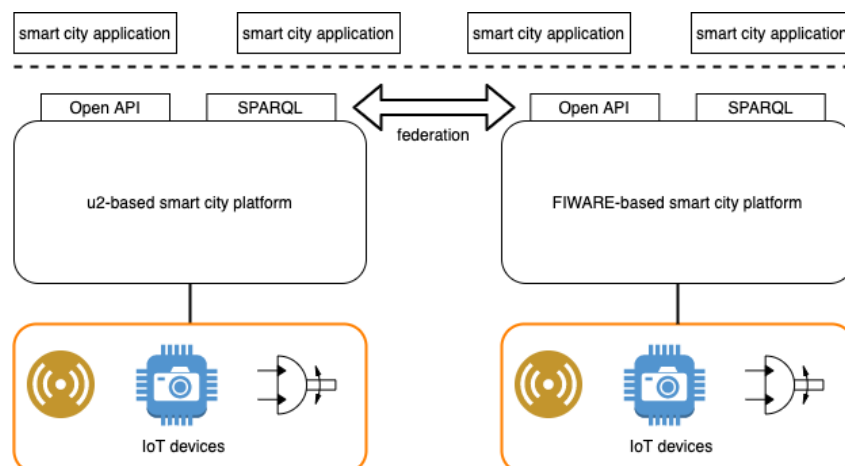 smart city application
smart city application
smart city application
smart city application
Open API
SPARQL
federation
Open API
SPARQL
u2-based smart city platform
FIWARE-based smart city platform
IoT devices
IoT devices